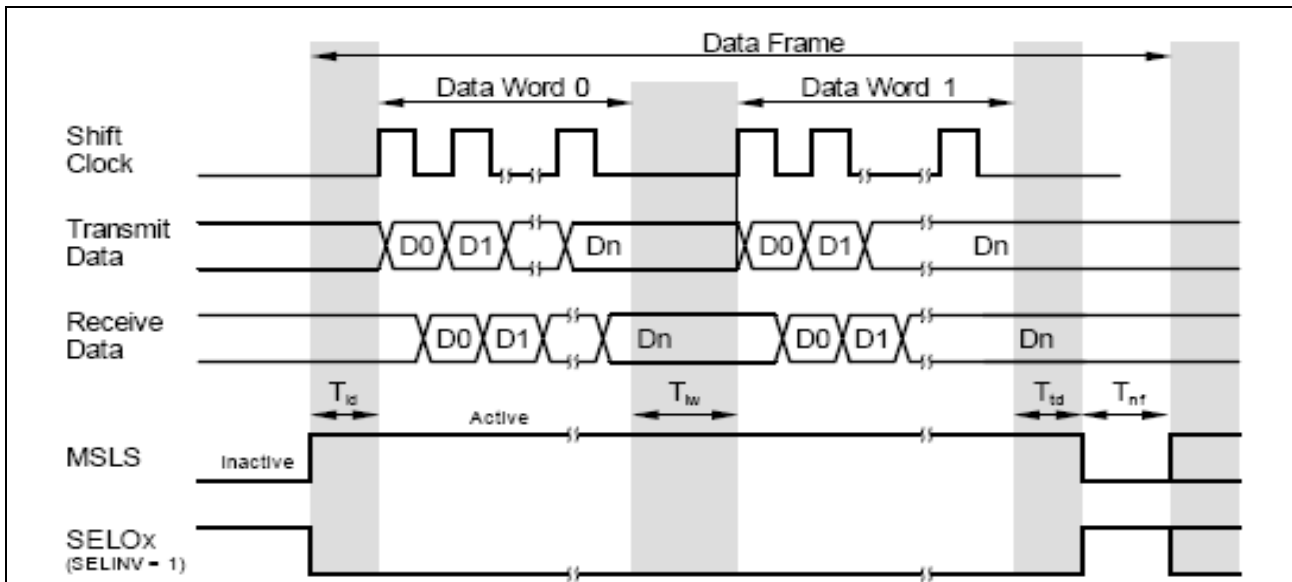 Data Frame
Data Word 0
Data Word 1
Shift
Clock
Transmit
Data
D0 D1 Dn D0 D1 Dn
Receive
Data
D0 D1 Dn D0 D1 Dn
Tld Tiw Ttd Tnf
MSLS
Inactive
Active
SELOx
(SELINV = 1)